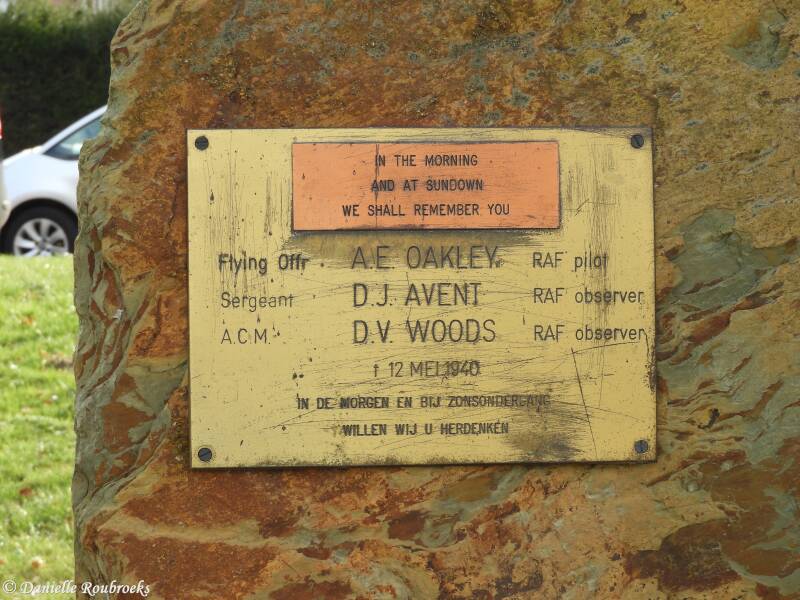 IN THE MORNING
AND AT SUNDOWN
WE SHALL REMEMBER YOU
Flying Offr A.E. OAKLEY. RAF pilot
Sergeant D.J. AVENT RAF observer
A.C.M. D.V. WOODS RAF observer
† 12 MEI.1940
IN DE MORGEN EN BIJ ZONSONDERGANG
WILLEN WIJ U HERDENKEN
© Danielle Roubroeks